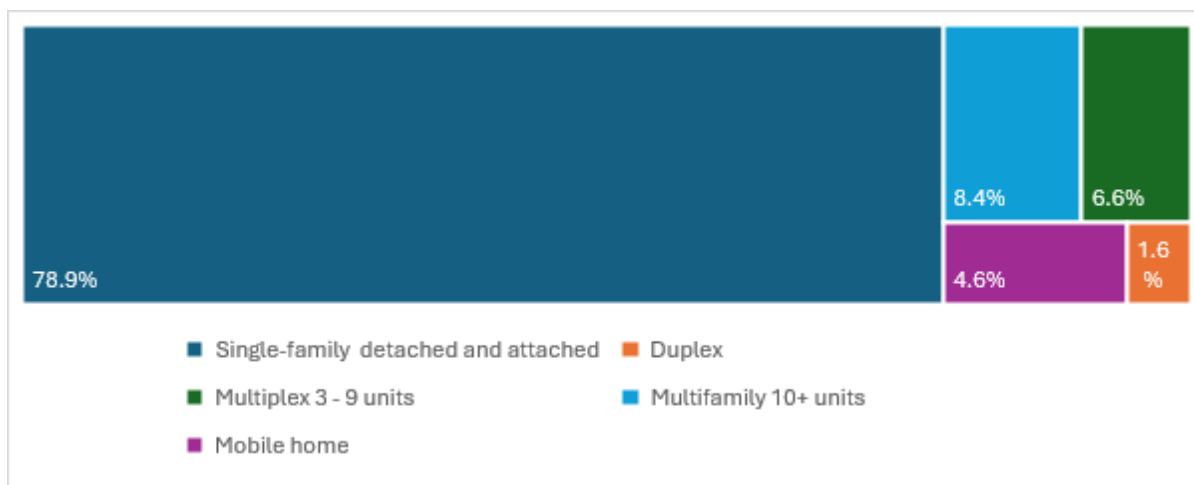 8.4%
6.6%
1.6
%
78.9%
4.6%
Single-family detached and attached
Duplex
Multiplex 3 - 9 units
Multifamily 10+ units
Mobile home